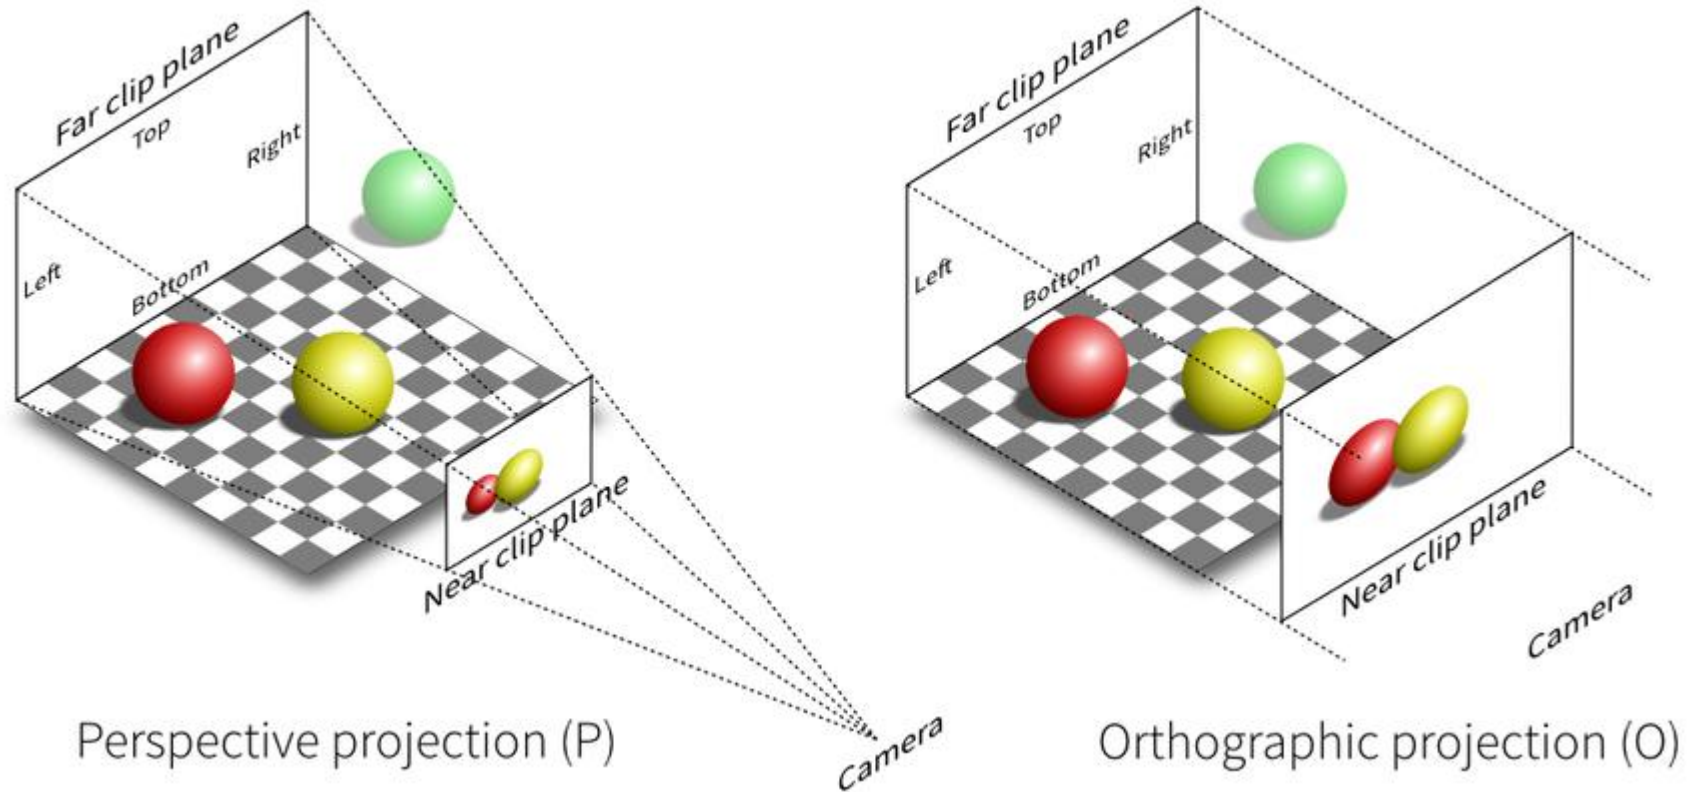 Far clip plane
Top
Right
Left
Bottom
Near clip plane
Camera
Perspective projection (P)
Far clip plane
Top
Right
Left
Bottom
Near clip plane
Camera
Orthographic projection (O)